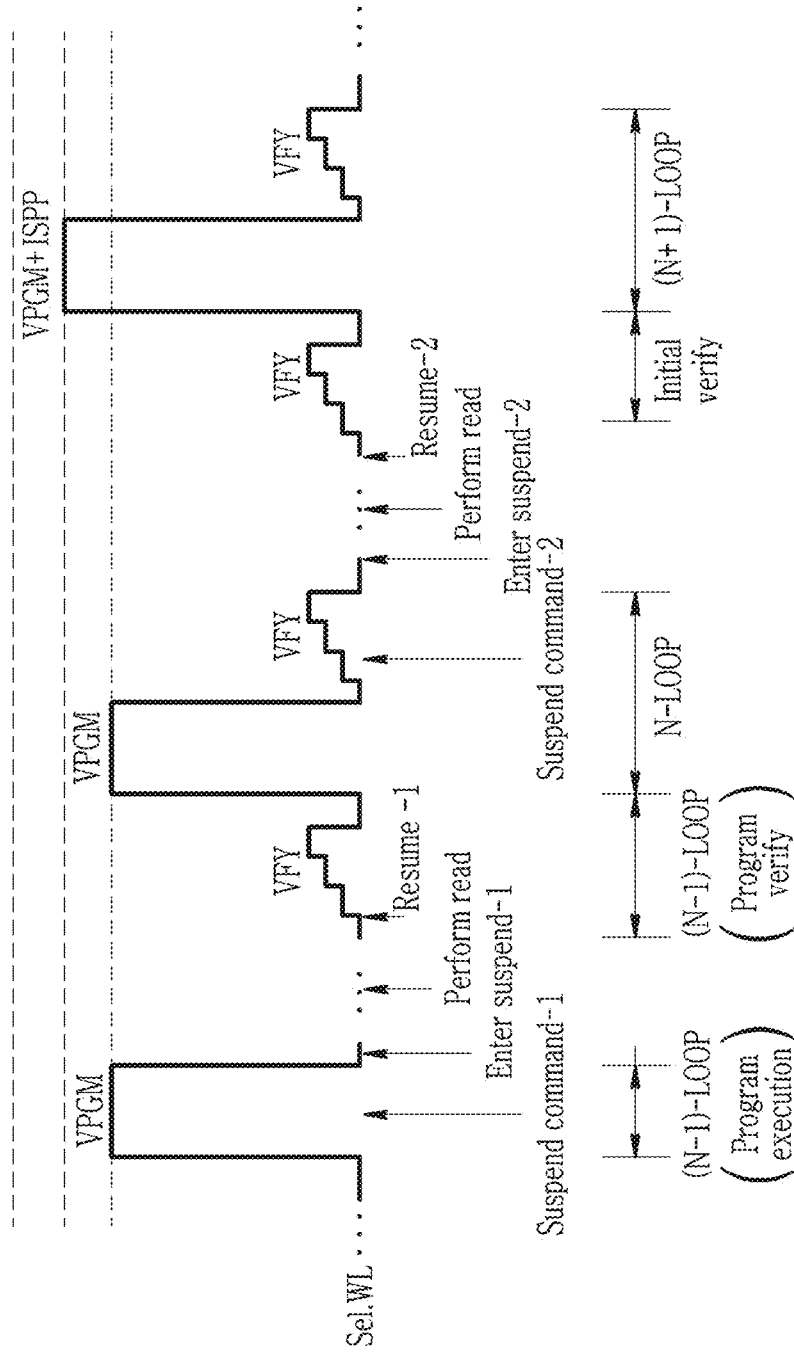 VPGM+ISPP
VPGM
VPGM
VFY
VFY
VFY
Sel.WL
Resume -1
Resume-2
Perform read
Perform read
Enter suspend-1
Enter suspend-2
Suspend command-1
Suspend command-2
(N-1)-LOOP
(Program
execution)
(N-1)-LOOP
(Program
verify)
N-LOOP
Initial
verify
(N+1)-LOOP
VFY